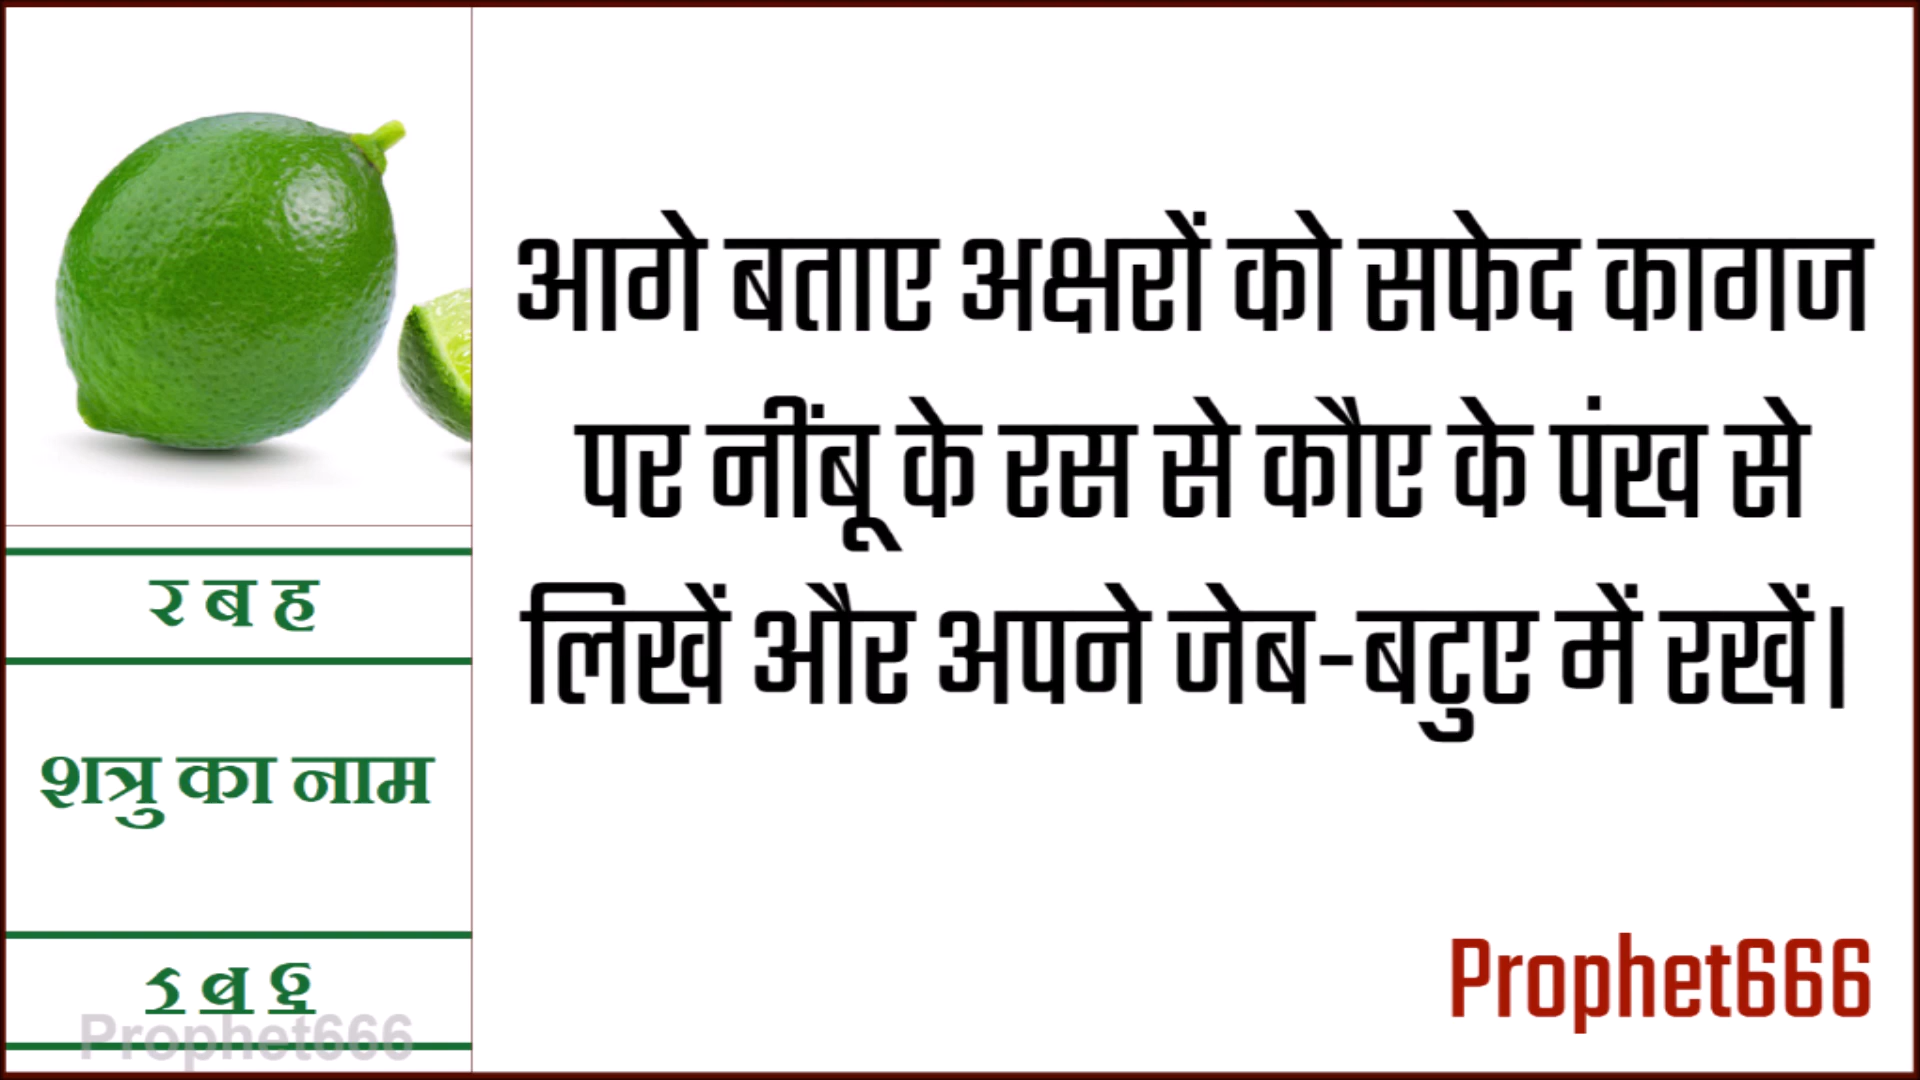 आगे बताए अक्षरों को सफेद कागज
पर नींबू के रस से कौए के पंख से
लिखें और अपने जेब-बटुए में रखें।
र ब ह
शत्रु का नाम
र ब ह
Prophet666
Prophet666